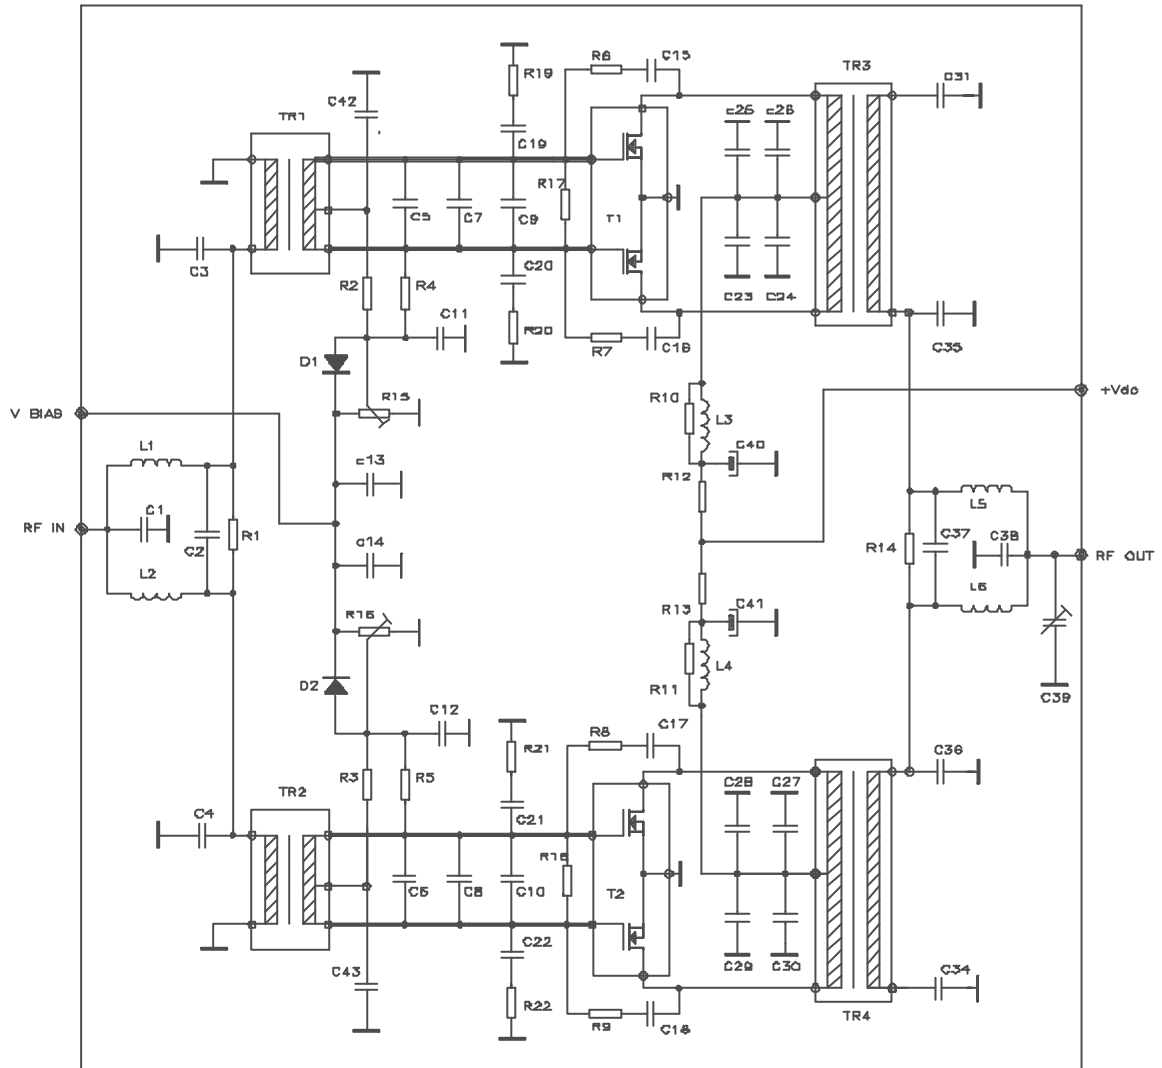 C15
R6
TR3
C31
R19
C42
TR1
c25
c26
C19
R17
C5
C7
C9
T1
C3
C20
R2
R4
C23
C24
C11
R20
C16
R7
C35
D1
R15
R10
L3
+Vdc
V BIAS
L1
C40
c13
R12
L5
C1
C37
C38
RF IN
R1
C2
R14
RF OUT
c14
L2
L6
R16
R13
C41
L4
D2
R11
C39
C12
C17
R8
R21
C36
R3
R5
TR2
C28
C27
C4
C21
R18
C6
C8
C10
T2
C22
C29
C30
C34
C43
R22
R9
C18
TR4